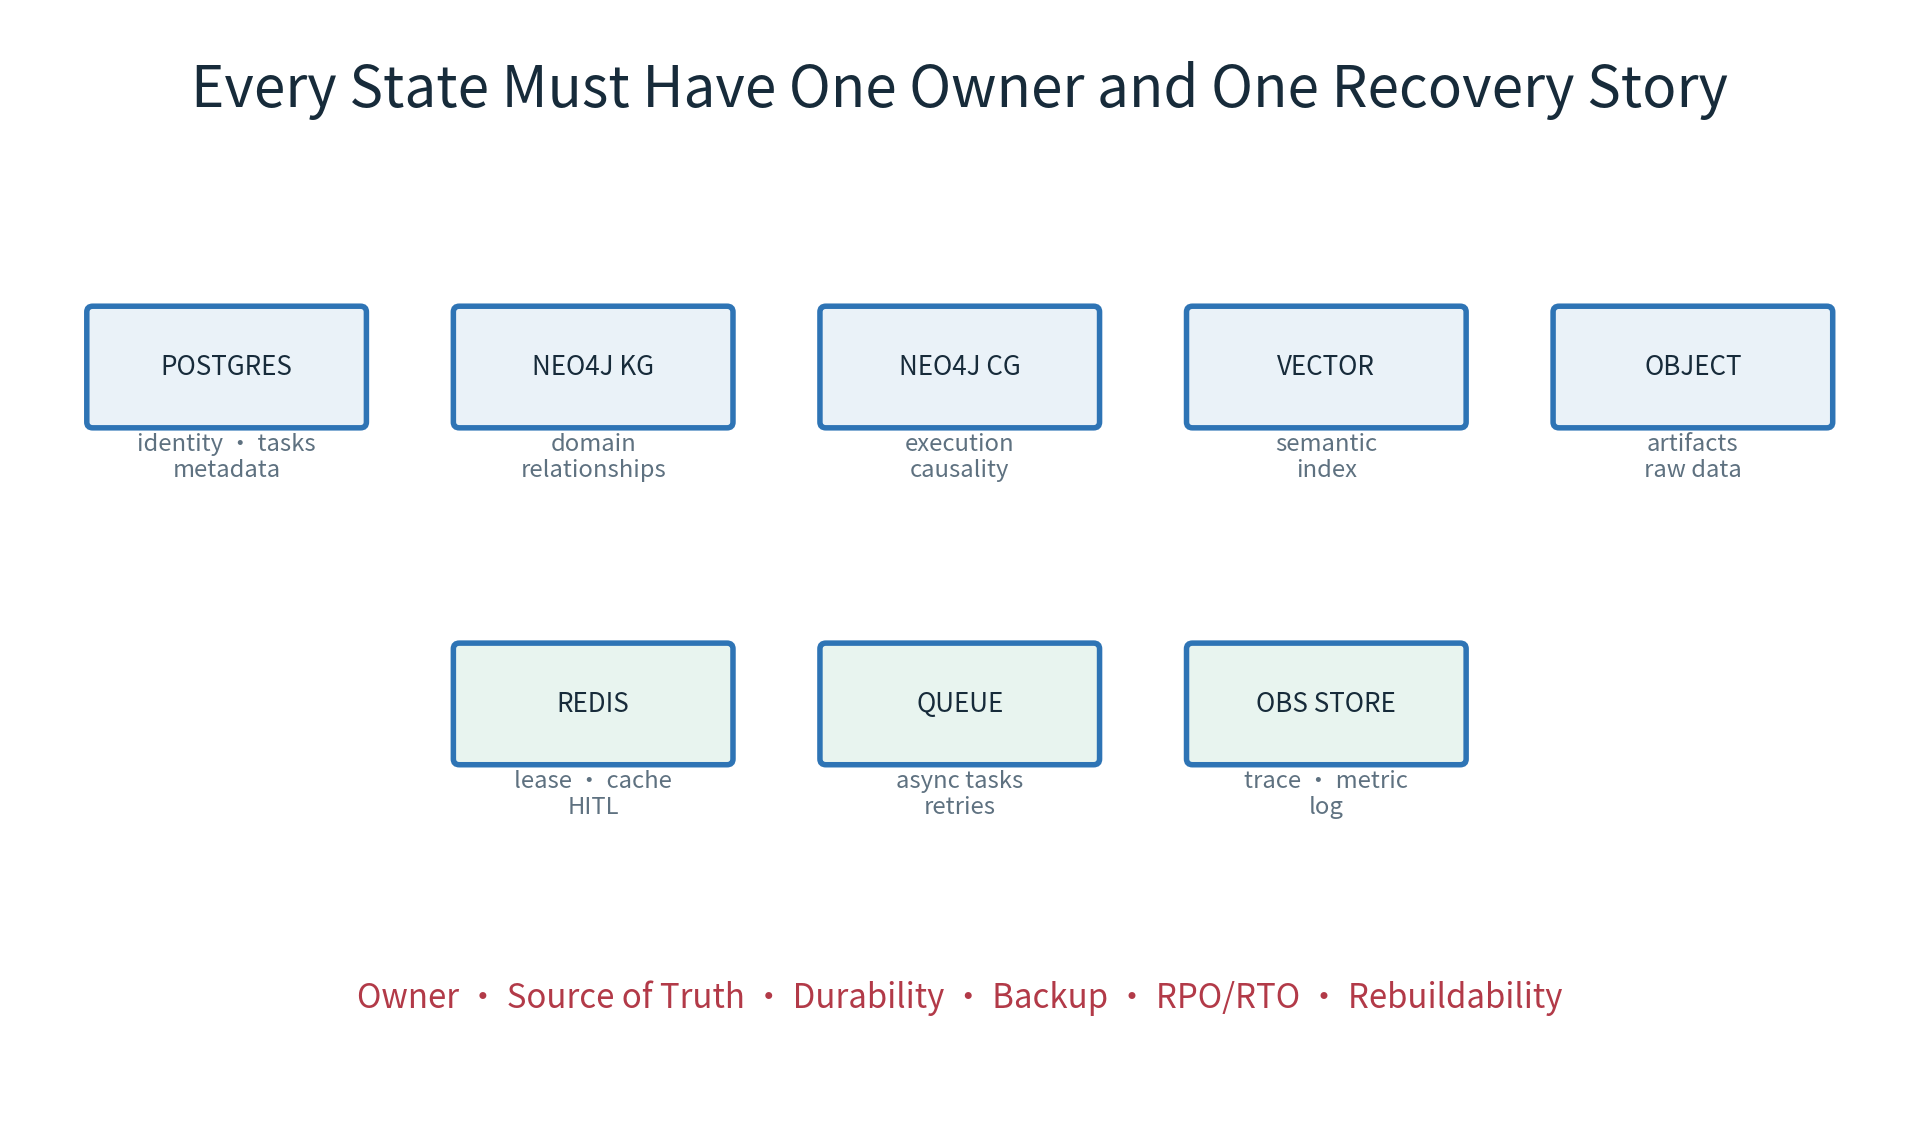 Every State Must Have One Owner and One Recovery Story
POSTGRES
identity • tasks
metadata
NEO4J KG
domain
relationships
NEO4J CG
execution
causality
VECTOR
semantic
index
OBJECT
artifacts
raw data
REDIS
lease • cache
HITL
QUEUE
async tasks
retries
OBS STORE
trace • metric
log
Owner • Source of Truth • Durability • Backup • RPO/RTO • Rebuildability